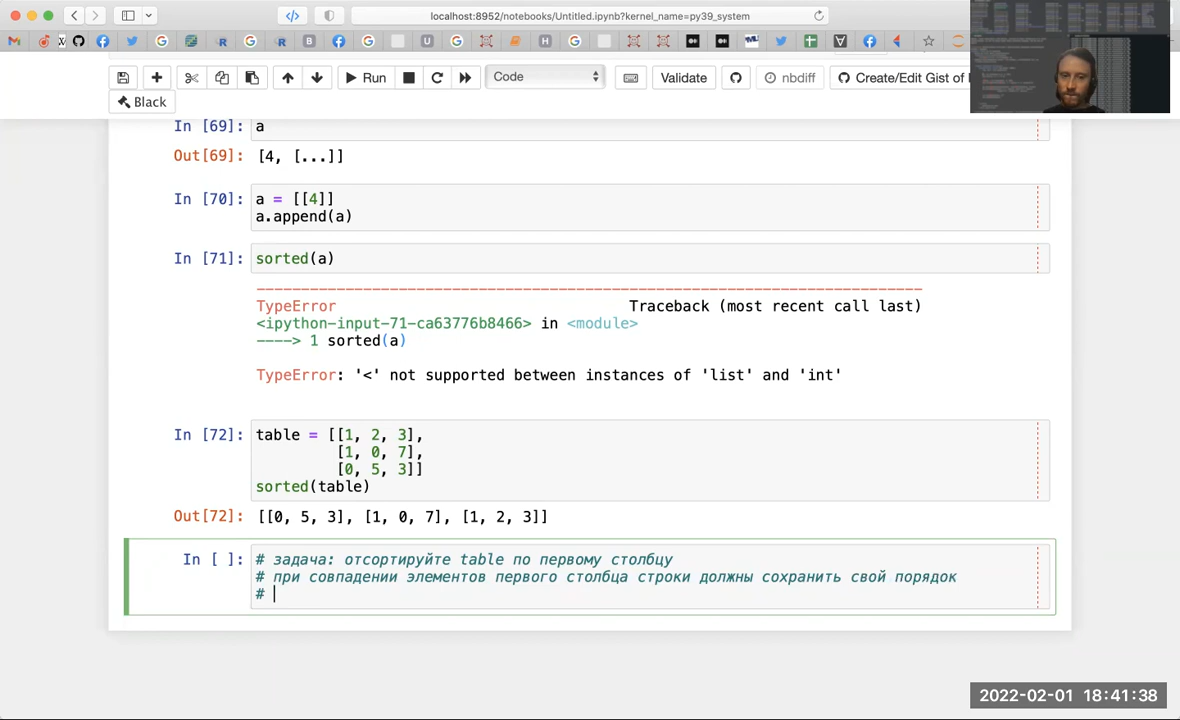 localhost:8952/notebooks/Untitled.ipynb?kernel_name=py39_system
Run
Code
Validate
nbdiff
Create/Edit Gist of
Black
In [69]: a
Out[69]: [4, [...]]
In [70]: a = [[4]]
a.append(a)
In [71]: sorted(a)
---------------------------------------------------------------------------
TypeError                                 Traceback (most recent call last)
<ipython-input-71-ca63776b8466> in <module>
----> 1 sorted(a)
TypeError: '<' not supported between instances of 'list' and 'int'
In [72]: table = [[1, 2, 3],
[1, 0, 7],
[0, 5, 3]]
sorted(table)
Out[72]: [[0, 5, 3], [1, 0, 7], [1, 2, 3]]
In [ ]: # задача: отсортируйте table по первому столбцу
# при совпадении элементов первого столбца строки должны сохранить свой порядок
#
2022-02-01 18:41:38